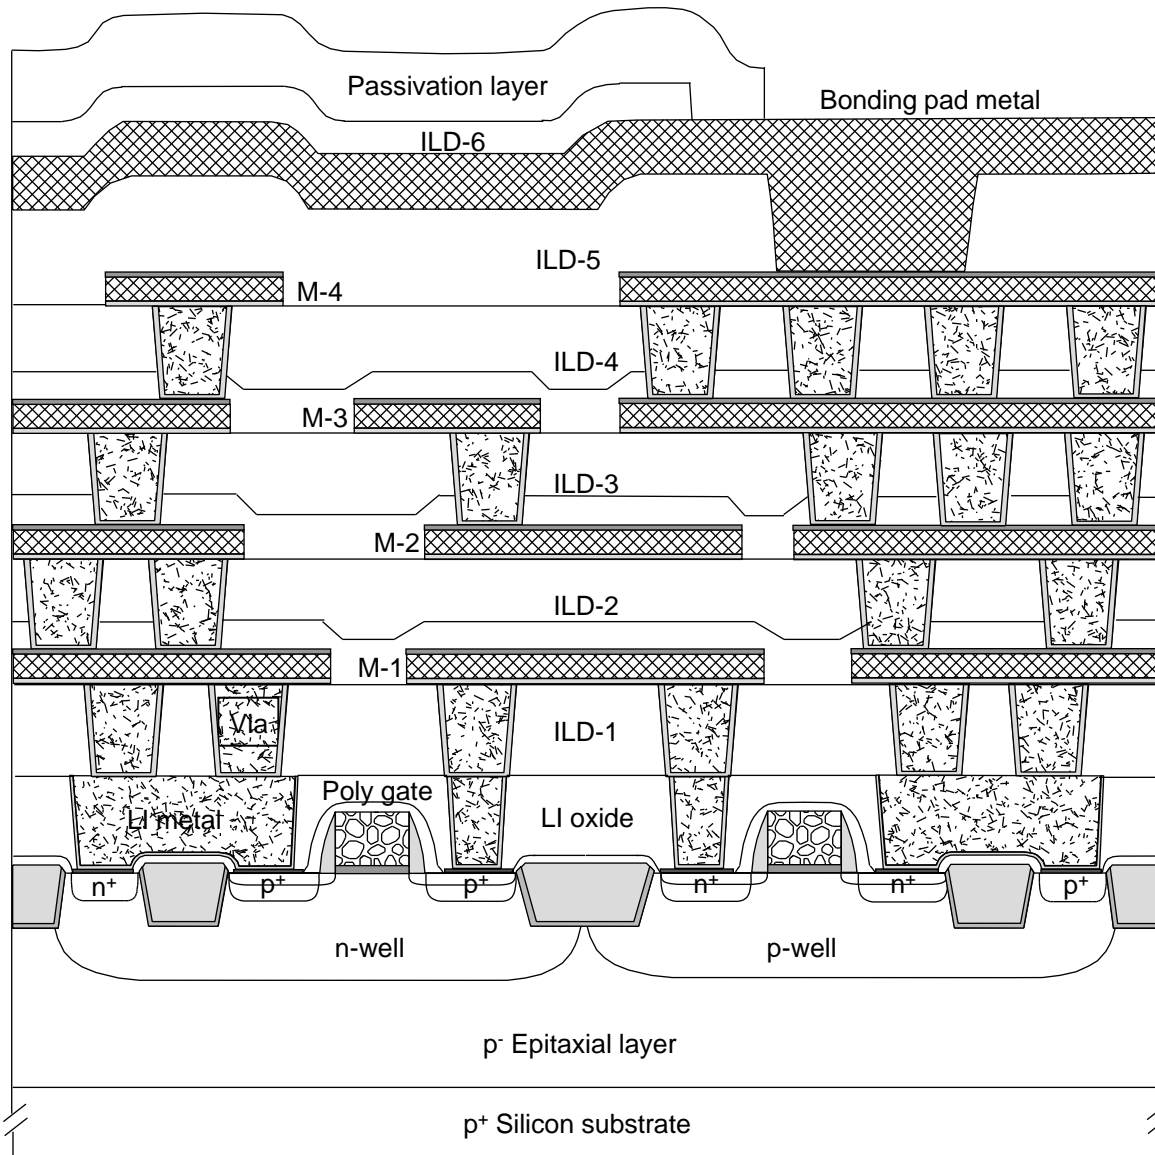 Passivation layer
Bonding pad metal
ILD-6
ILD-5
M-4
ILD-4
M-3
ILD-3
M-2
ILD-2
M-1
Via
ILD-1
Poly gate
LI metal
LI oxide
n⁺
p⁺
p⁺
n⁺
n⁺
p⁺
n-well
p-well
p⁻ Epitaxial layer
p⁺ Silicon substrate